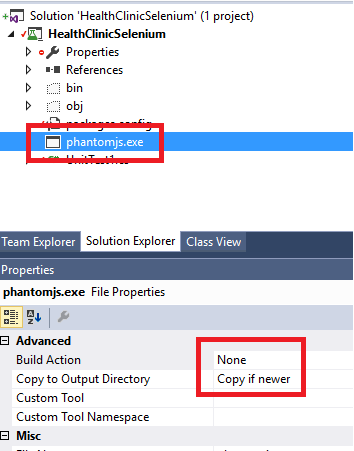 Solution 'HealthClinicSelenium' (1 project)
HealthClinicSelenium
Properties
References
bin
obj
packages.config
phantomjs.exe
UnitTest1.cs
Team Explorer Solution Explorer Class View
Properties
phantomjs.exe File Properties
Advanced
Build Action None
Copy to Output Directory Copy if newer
Custom Tool
Custom Tool Namespace
Misc